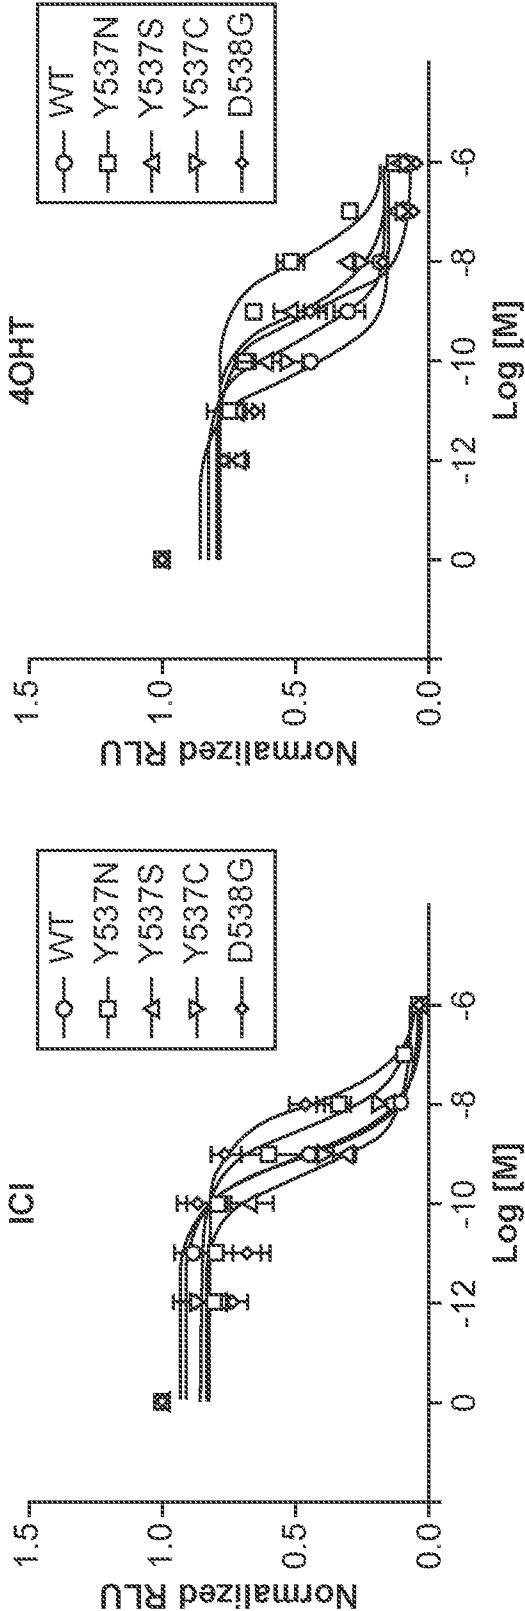 ICI
Normalized RLU
1.5
1.0
0.5
0.0
0
-12
-10
-8
-6
Log [M]
WT
Y537N
Y537S
Y537C
D538G
4OHT
Normalized RLU
1.5
1.0
0.5
0.0
0
-12
-10
-8
-6
Log [M]
WT
Y537N
Y537S
Y537C
D538G